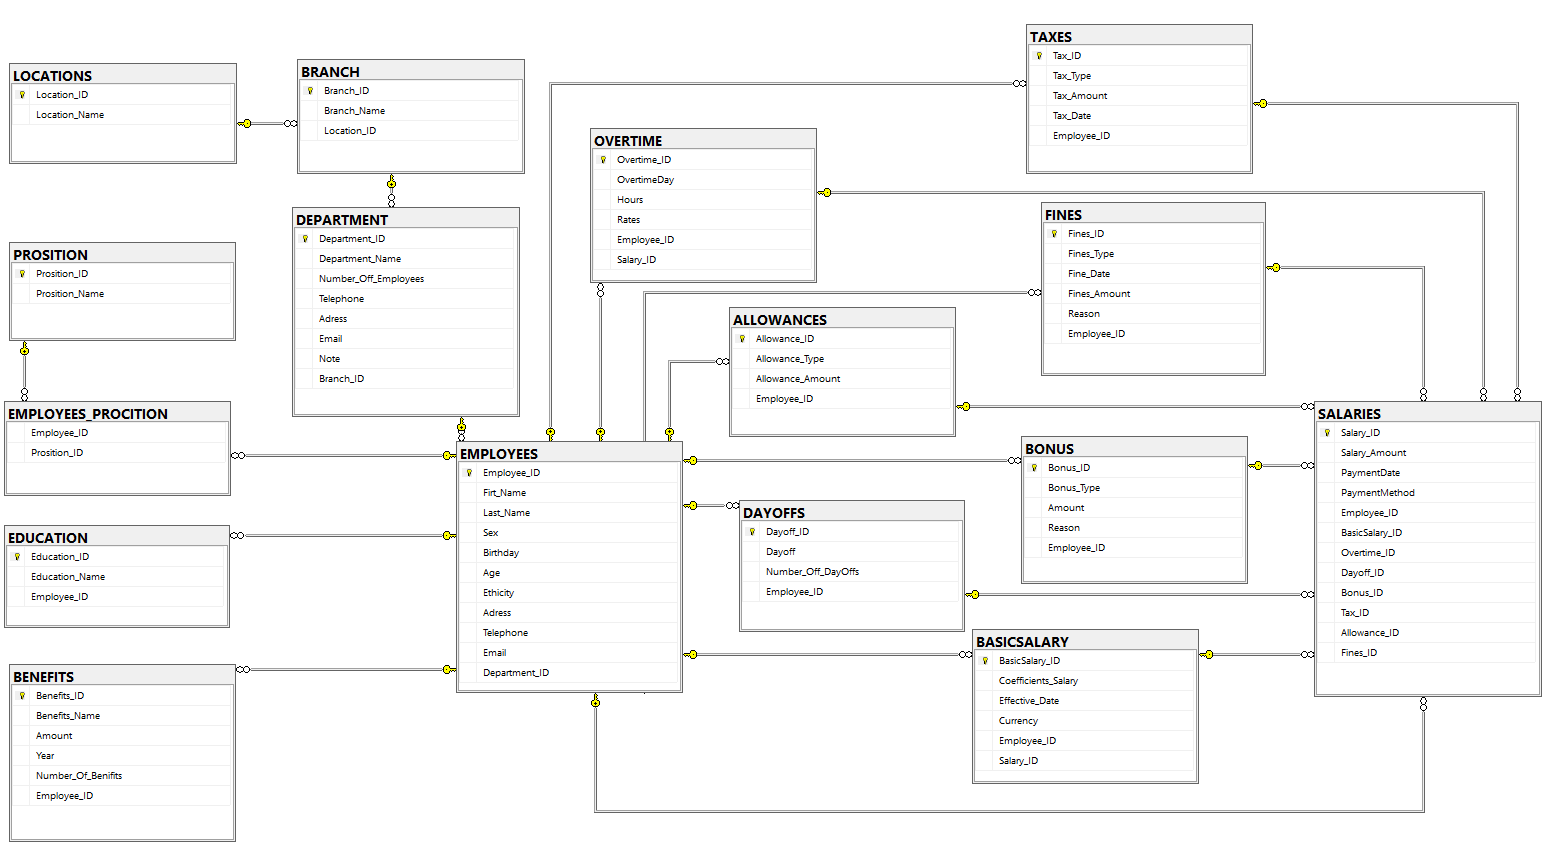 LOCATIONS
Location_ID
Location_Name
BRANCH
Branch_ID
Branch_Name
Location_ID
TAXES
Tax_ID
Tax_Type
Tax_Amount
Tax_Date
Employee_ID
OVERTIME
Overtime_ID
OvertimeDay
Hours
Rates
Employee_ID
Salary_ID
FINES
Fines_ID
Fines_Type
Fine_Date
Fines_Amount
Reason
Employee_ID
DEPARTMENT
Department_ID
Department_Name
Number_Off_Employees
Telephone
Adress
Email
Note
Branch_ID
PROSITION
Prosition_ID
Prosition_Name
ALLOWANCES
Allowance_ID
Allowance_Type
Allowance_Amount
Employee_ID
EMPLOYEES_PROCITION
Employee_ID
Prosition_ID
EMPLOYEES
Employee_ID
Firt_Name
Last_Name
Sex
Birthday
Age
Ethicity
Adress
Telephone
Email
Department_ID
BONUS
Bonus_ID
Bonus_Type
Amount
Reason
Employee_ID
SALARIES
Salary_ID
Salary_Amount
PaymentDate
PaymentMethod
Employee_ID
BasicSalary_ID
Overtime_ID
Dayoff_ID
Bonus_ID
Tax_ID
Allowance_ID
Fines_ID
DAYOFFS
Dayoff_ID
Dayoff
Number_Off_DayOffs
Employee_ID
EDUCATION
Education_ID
Education_Name
Employee_ID
BASICSALARY
BasicSalary_ID
Coefficients_Salary
Effective_Date
Currency
Employee_ID
Salary_ID
BENEFITS
Benefits_ID
Benefits_Name
Amount
Year
Number_Of_Benifits
Employee_ID